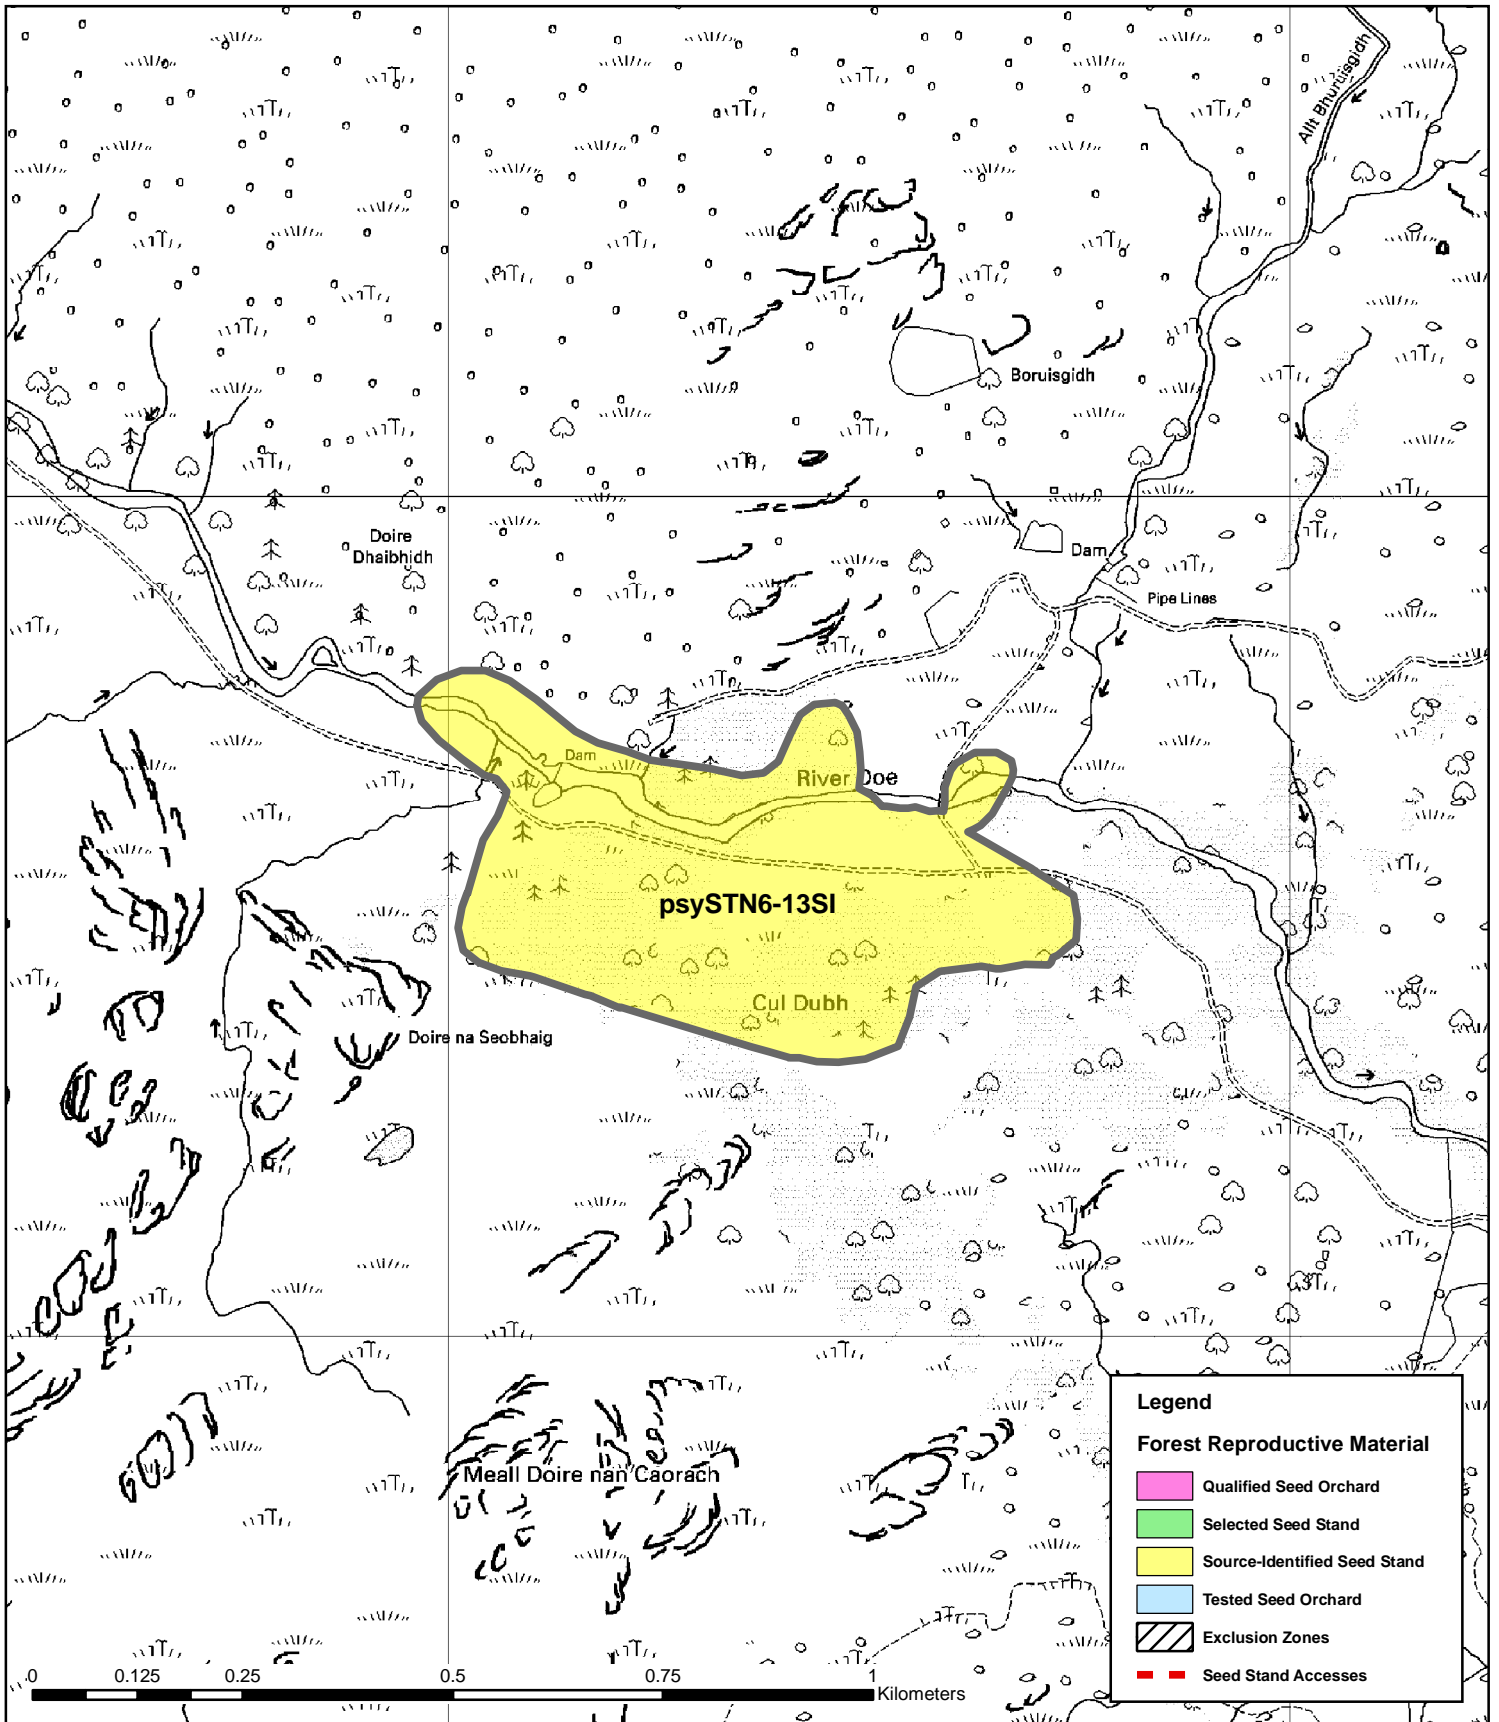 Allt Bhuruisgidh
Boruisgidh
Doire
Dhaibhidh
Dam
Pipe Lines
Dam
River Doe
psySTN6-13SI
Cul Dubh
Doire na Seobhaig
Meall Doire nan Caorach
Legend
Forest Reproductive Material
Qualified Seed Orchard
Selected Seed Stand
Source-Identified Seed Stand
Tested Seed Orchard
Exclusion Zones
Seed Stand Accesses
0 0.125 0.25 0.5 0.75 1
Kilometers